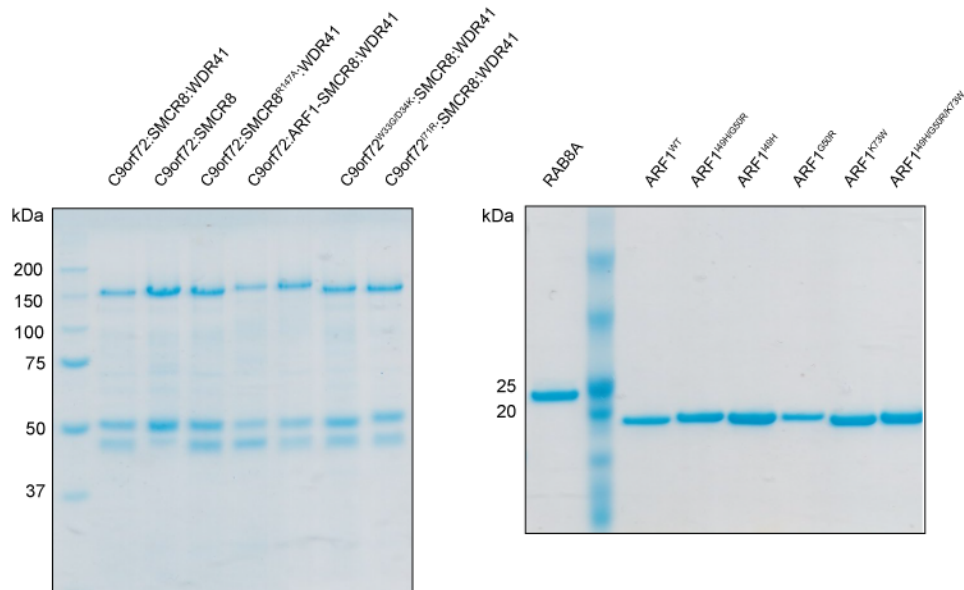 C9orf72:SMCR8:WDR41
C9orf72:SMCR8
C9orf72:SMCR8R147A:WDR41
C9orf72:ARF1-SMCR8:WDR41
C9orf72W33G/D34K:SMCR8:WDR41
C9orf72I71R:SMCR8:WDR41
kDa
200
150
100
75
50
37
RAB8A
ARF1WT
ARF1I49H/G50R
ARF1I49H
ARF1G50R
ARF1K73W
ARF1I49H/G50R/K73W
kDa
25
20